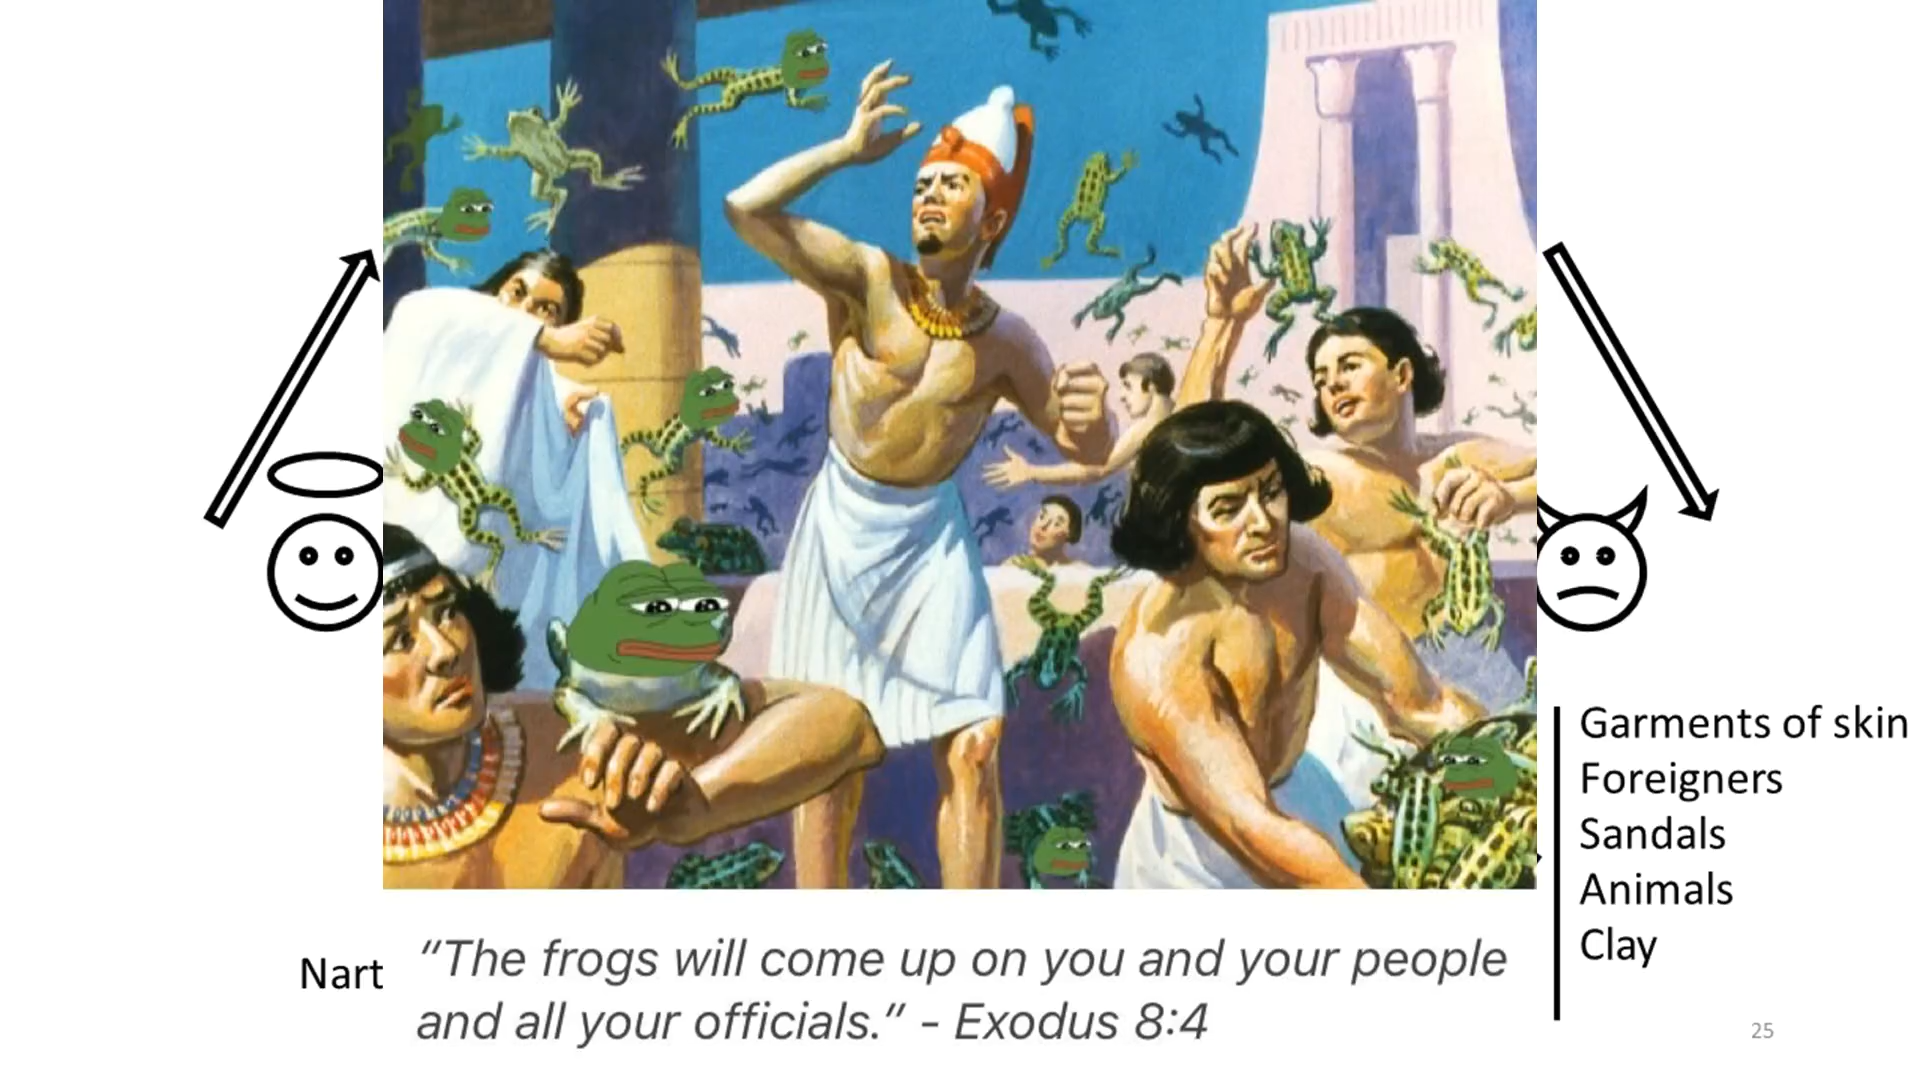 Garments of skin
Foreigners
Sandals
Animals
Clay
Nart
“The frogs will come up on you and your people
and all your officials.” - Exodus 8:4
25